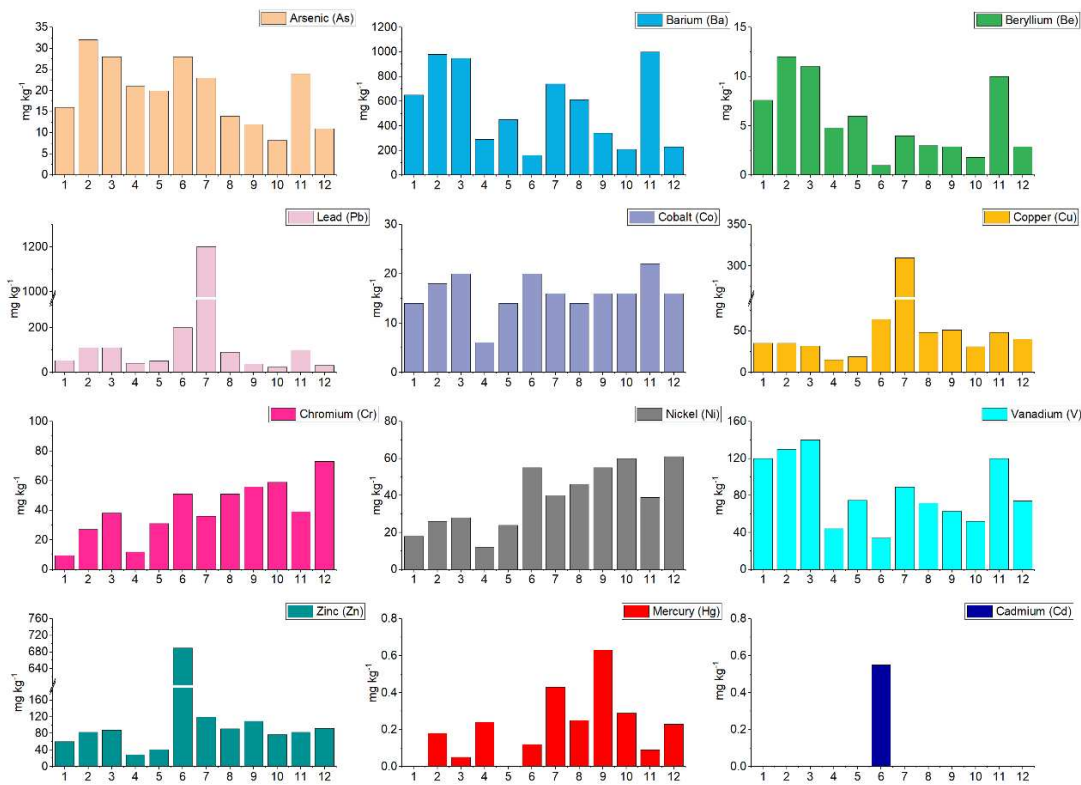 Arsenic (As)
35
30
25
20
15
10
5
0
mg kg-1
1 2 3 4 5 6 7 8 9 10 11 12
Barium (Ba)
1200
1000
800
600
400
200
0
mg kg-1
1 2 3 4 5 6 7 8 9 10 11 12
Beryllium (Be)
15
10
5
0
mg kg-1
1 2 3 4 5 6 7 8 9 10 11 12
Lead (Pb)
1200
1000
200
0
mg kg-1
1 2 3 4 5 6 7 8 9 10 11 12
Cobalt (Co)
30
20
10
0
mg kg-1
1 2 3 4 5 6 7 8 9 10 11 12
Copper (Cu)
350
300
50
0
mg kg-1
1 2 3 4 5 6 7 8 9 10 11 12
Chromium (Cr)
100
80
60
40
20
0
mg kg-1
1 2 3 4 5 6 7 8 9 10 11 12
Nickel (Ni)
80
60
40
20
0
mg kg-1
1 2 3 4 5 6 7 8 9 10 11 12
Vanadium (V)
160
120
80
40
0
mg kg-1
1 2 3 4 5 6 7 8 9 10 11 12
Zinc (Zn)
760
720
680
640
160
120
80
40
0
mg kg-1
1 2 3 4 5 6 7 8 9 10 11 12
Mercury (Hg)
0.8
0.6
0.4
0.2
0.0
mg kg-1
1 2 3 4 5 6 7 8 9 10 11 12
Cadmium (Cd)
0.8
0.6
0.4
0.2
0.0
mg kg-1
1 2 3 4 5 6 7 8 9 10 11 12